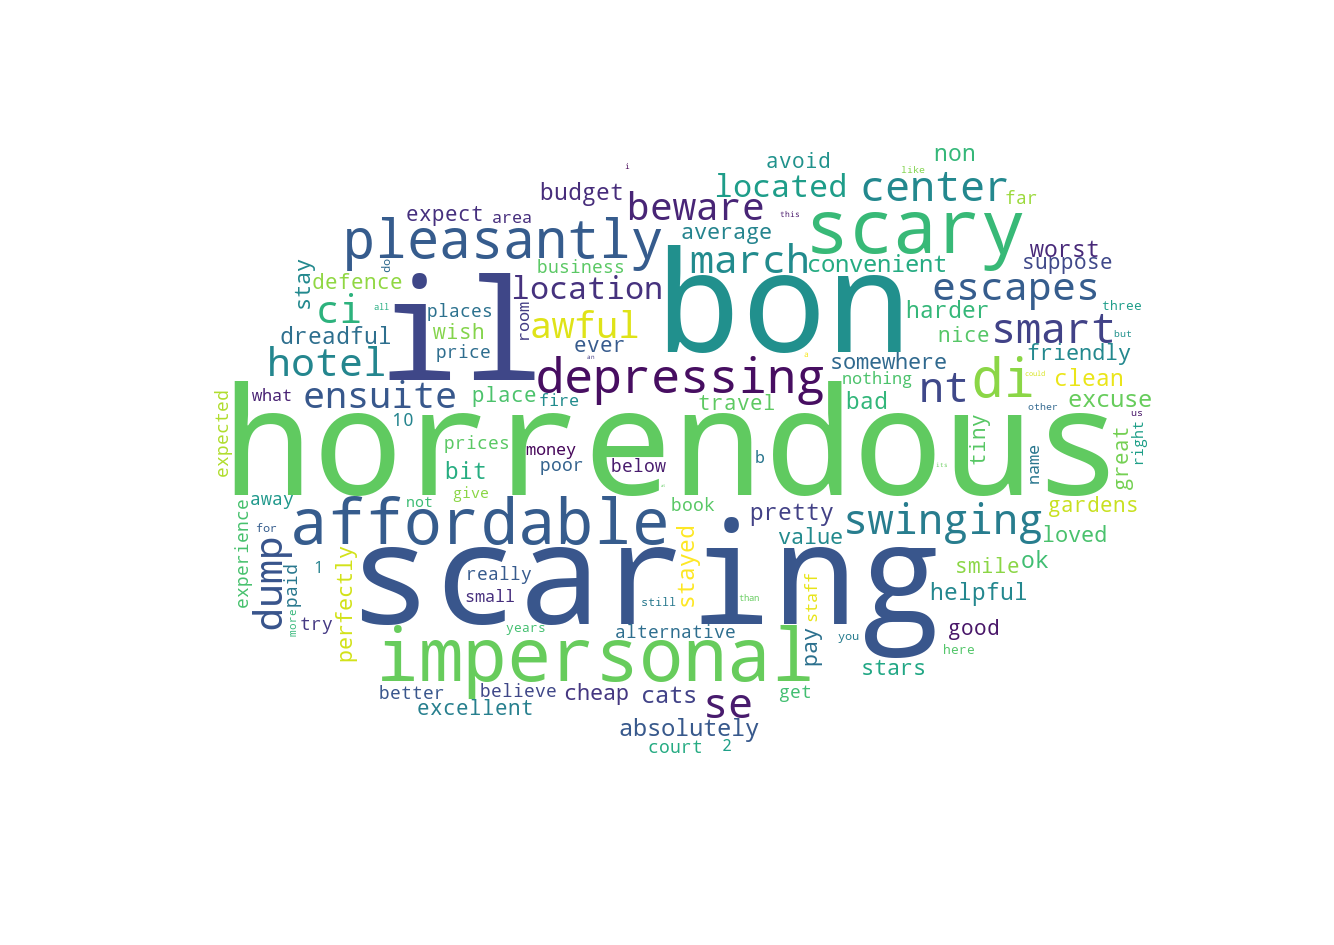 i
avoid
non
like
budget
located
center
far
expect
area
beware
this
scary
pleasantly
average
march
convenient
worst
suppose
stay
do
defence
business
il
location
bon
escapes
ci
all
places
room
awful
harder
three
dreadful
wish
price
ever
nice
smart
but
hotel
an
depressing
somewhere
friendly
what
ensuite
place
fire
travel
nothing
bad
nt
di
could
clean
expected
10
horrendous
other
excuse
us
prices
money
b
tiny
name
great
right
bit
poor
below
its
away
not
give
book
pretty
gardens
experience
for
affordable
value
swinging
loved
dump
paid
1
perfectly
really
scaring
stayed
staff
smile
ok
small
still
than
helpful
more
try
years
alternative
pay
you
good
impersonal
stars
here
better
believe
cheap
cats
se
get
excellent
absolutely
court
2